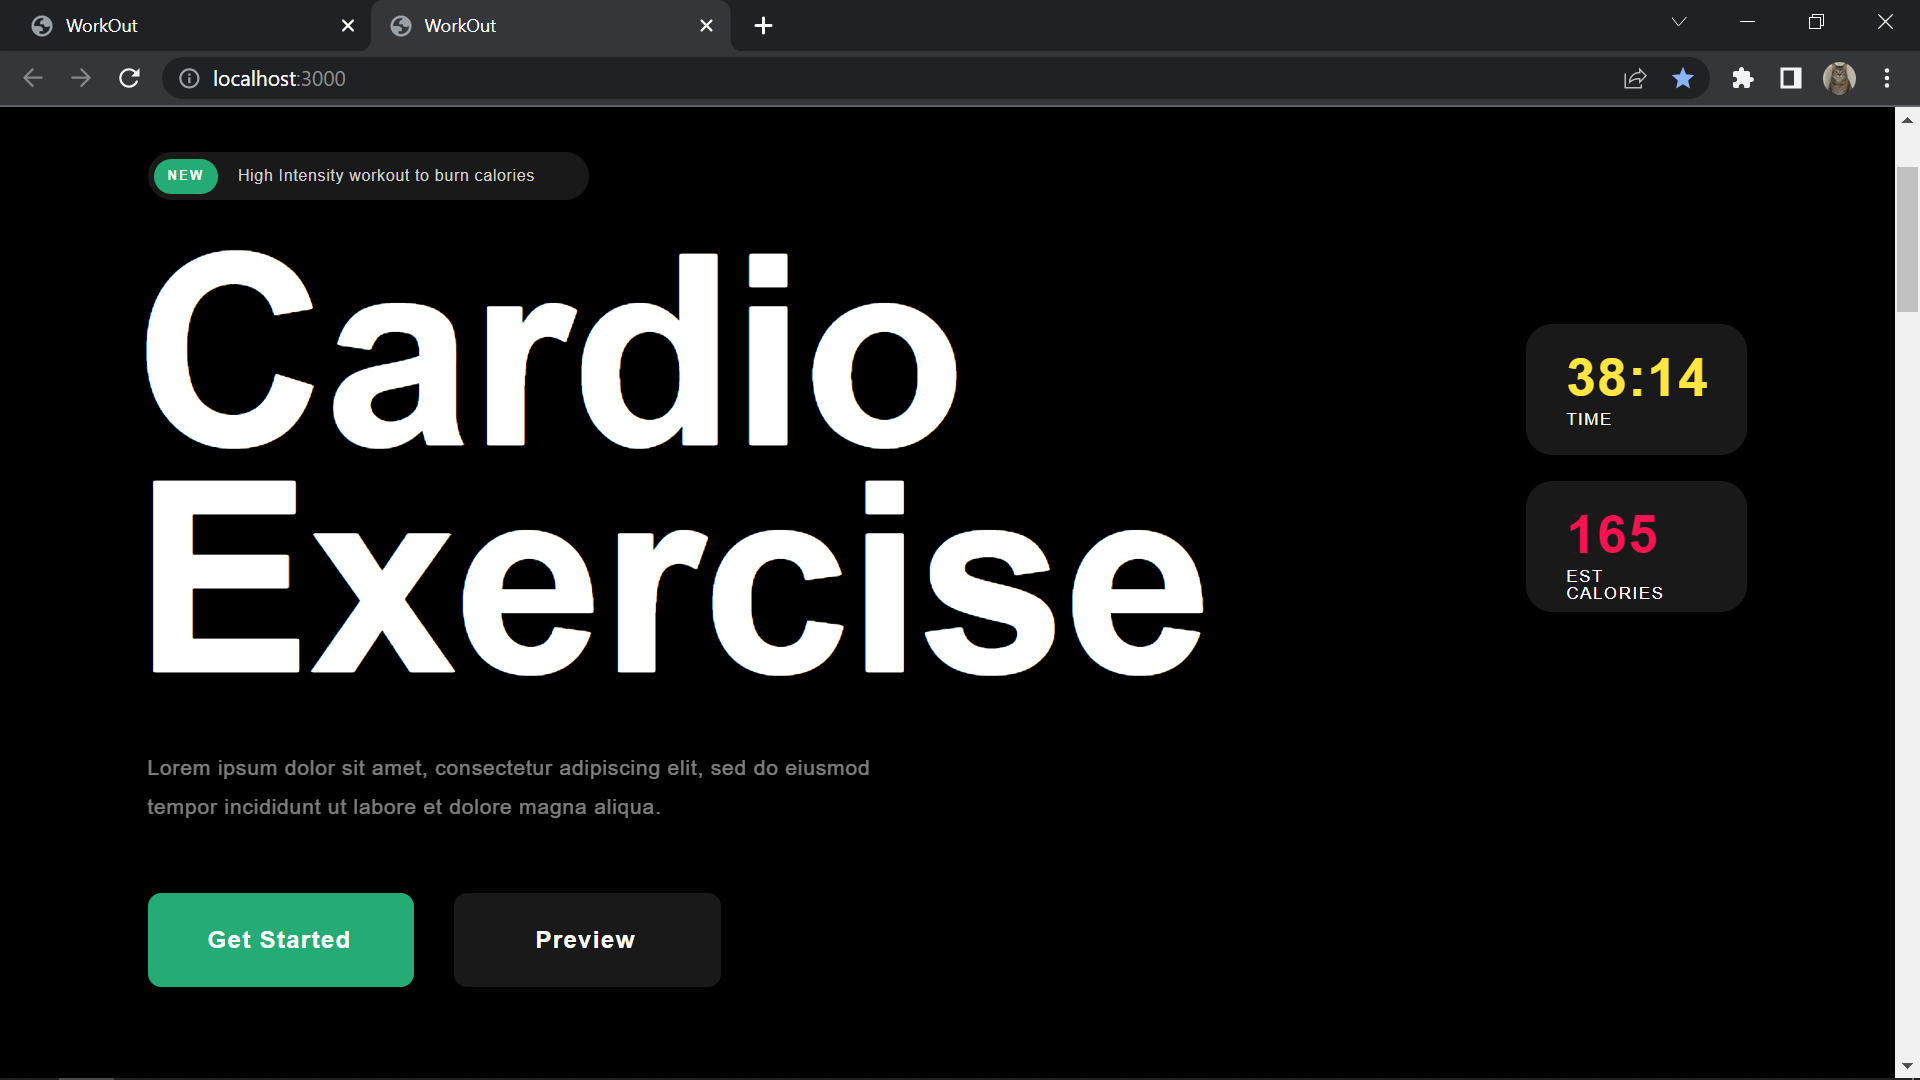 WorkOut
WorkOut
localhost:3000
NEW High Intensity workout to burn calories
Cardio
Exercise
38:14
TIME
165
EST
CALORIES
Lorem ipsum dolor sit amet, consectetur adipiscing elit, sed do eiusmod
tempor incididunt ut labore et dolore magna aliqua.
Get Started
Preview